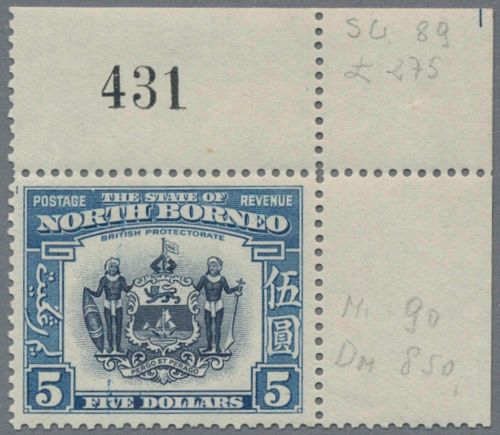 SG 89
£ 275
431
POSTAGE THE STATE OF REVENUE
NORTH BORNEO
BRITISH PROTECTORATE
伍圓
PERGO ET PERAGO
Mi 90
DM 850,
5 FIVE DOLLARS 5